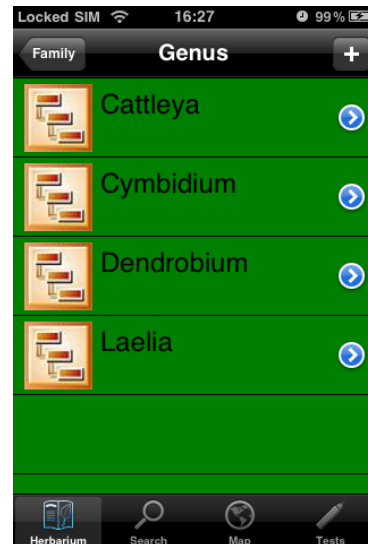 Locked SIM 16:27 99%
Family Genus +
Cattleya
Cymbidium
Dendrobium
Laelia
Herbarium Search Map Tests